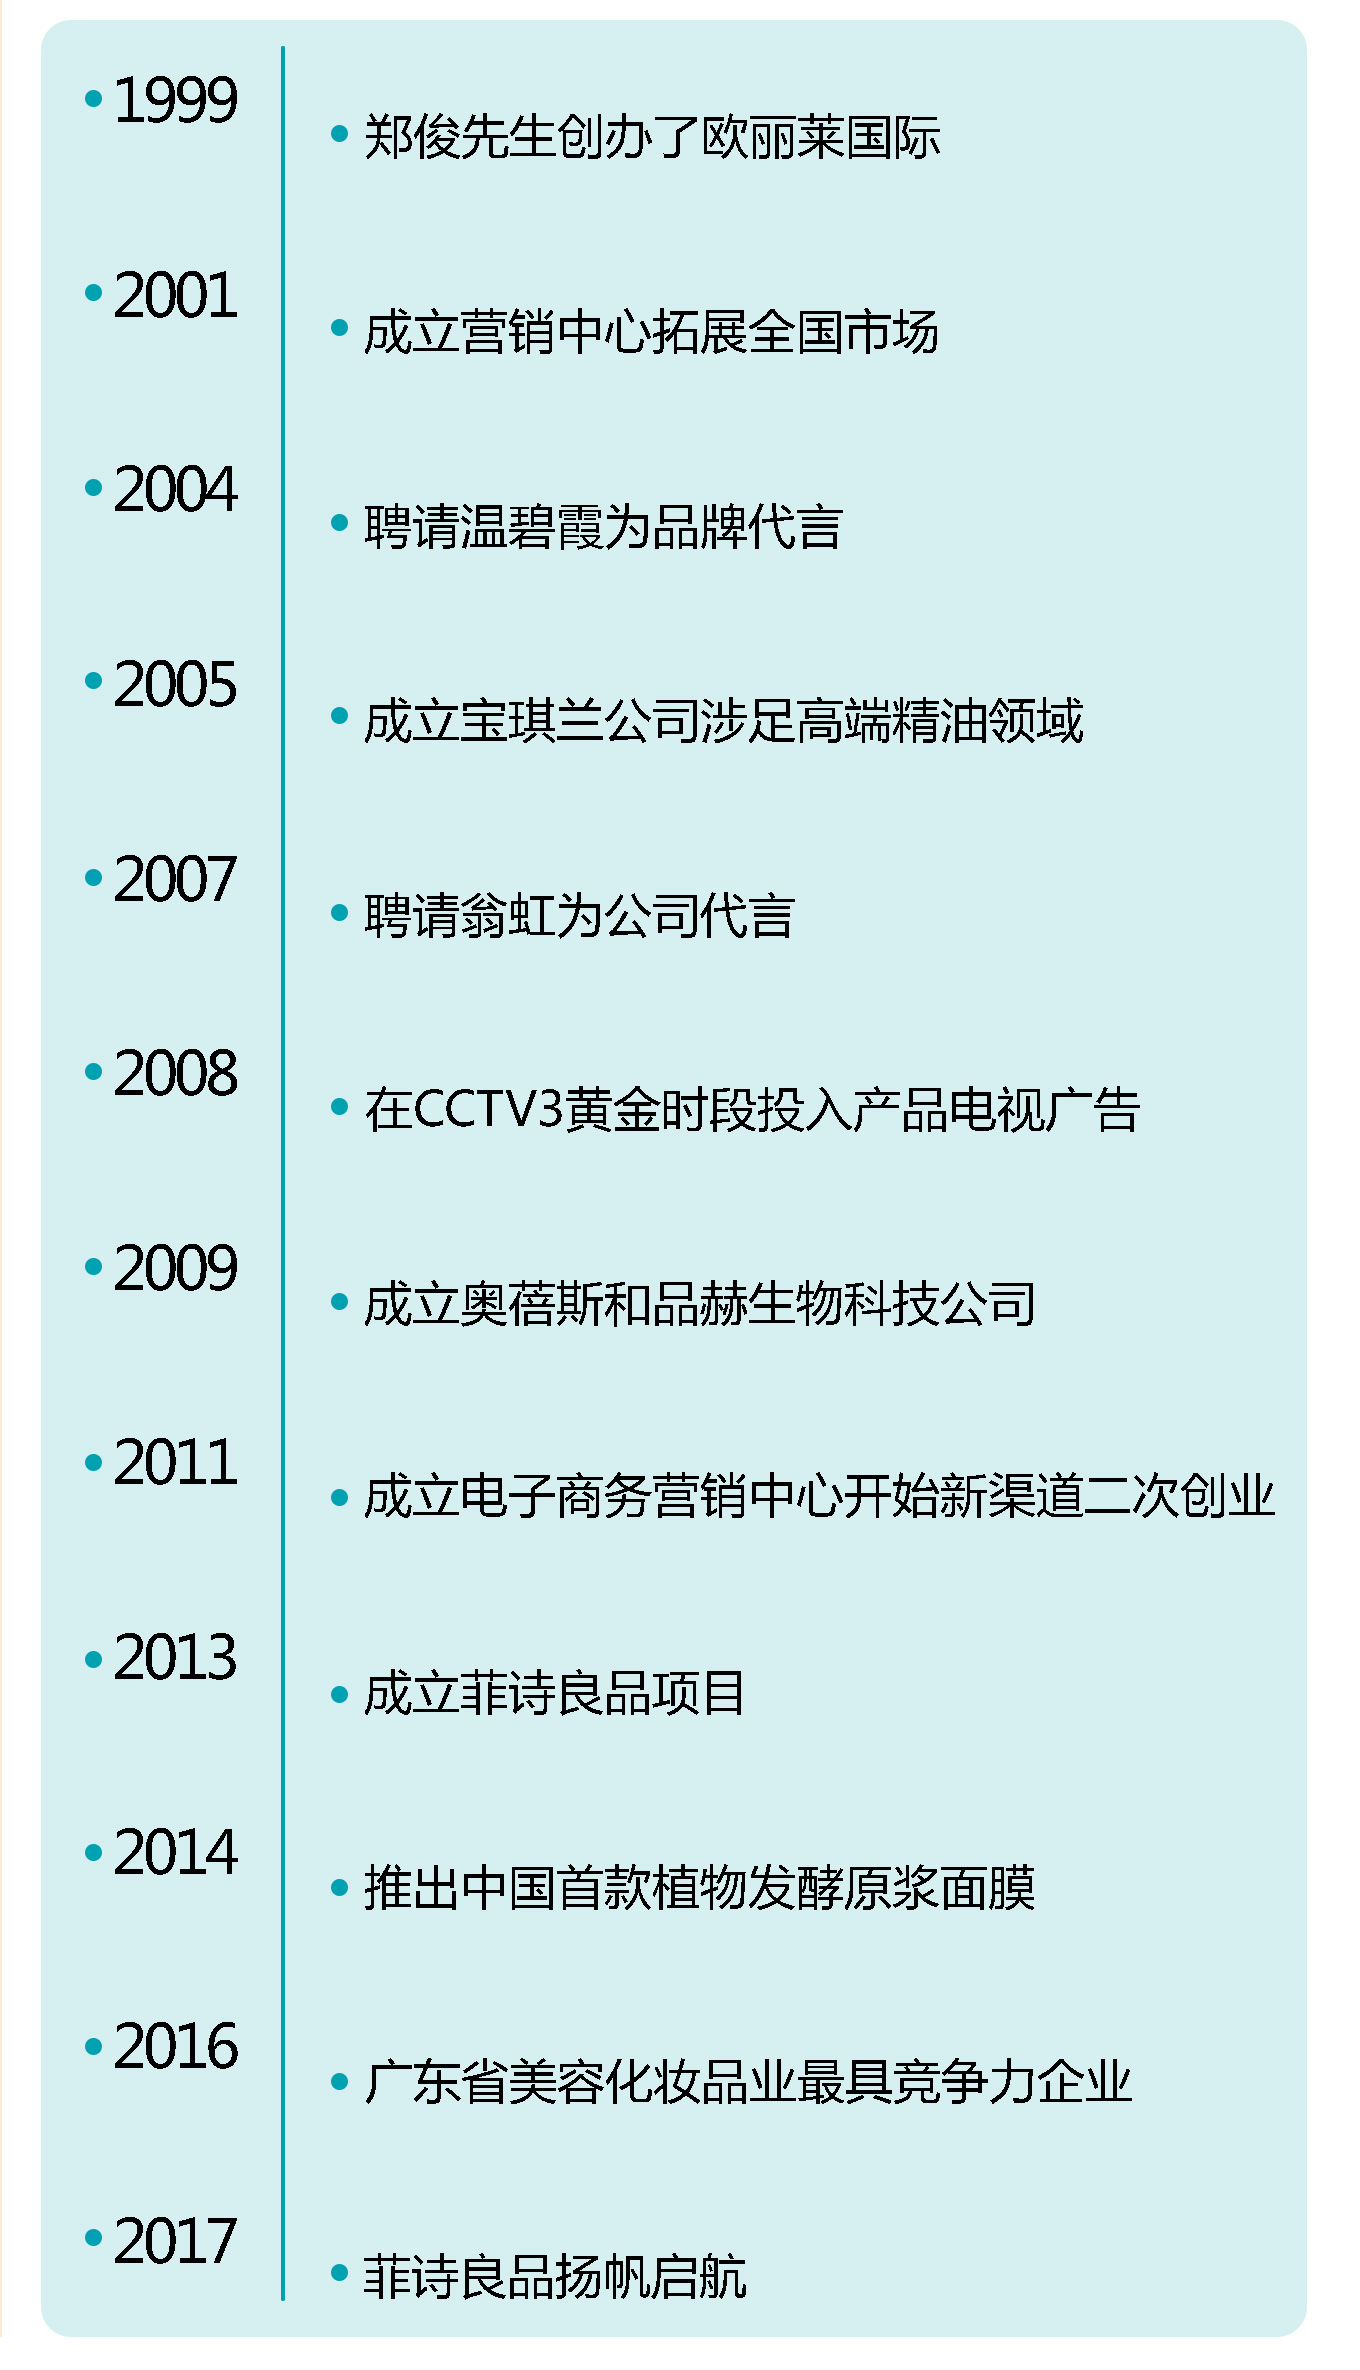 1999
郑俊先生创办了欧丽莱国际
2001
成立营销中心拓展全国市场
2004
聘请温碧霞为品牌代言
2005
成立宝琪兰公司涉足高端精油领域
2007
聘请翁虹为公司代言
2008
在CCTV3黄金时段投入产品电视广告
2009
成立奥蓓斯和品赫生物科技公司
2011
成立电子商务营销中心开始新渠道二次创业
2013
成立菲诗良品项目
2014
推出中国首款植物发酵原浆面膜
2016
广东省美容化妆品业最具竞争力企业
2017
菲诗良品扬帆启航